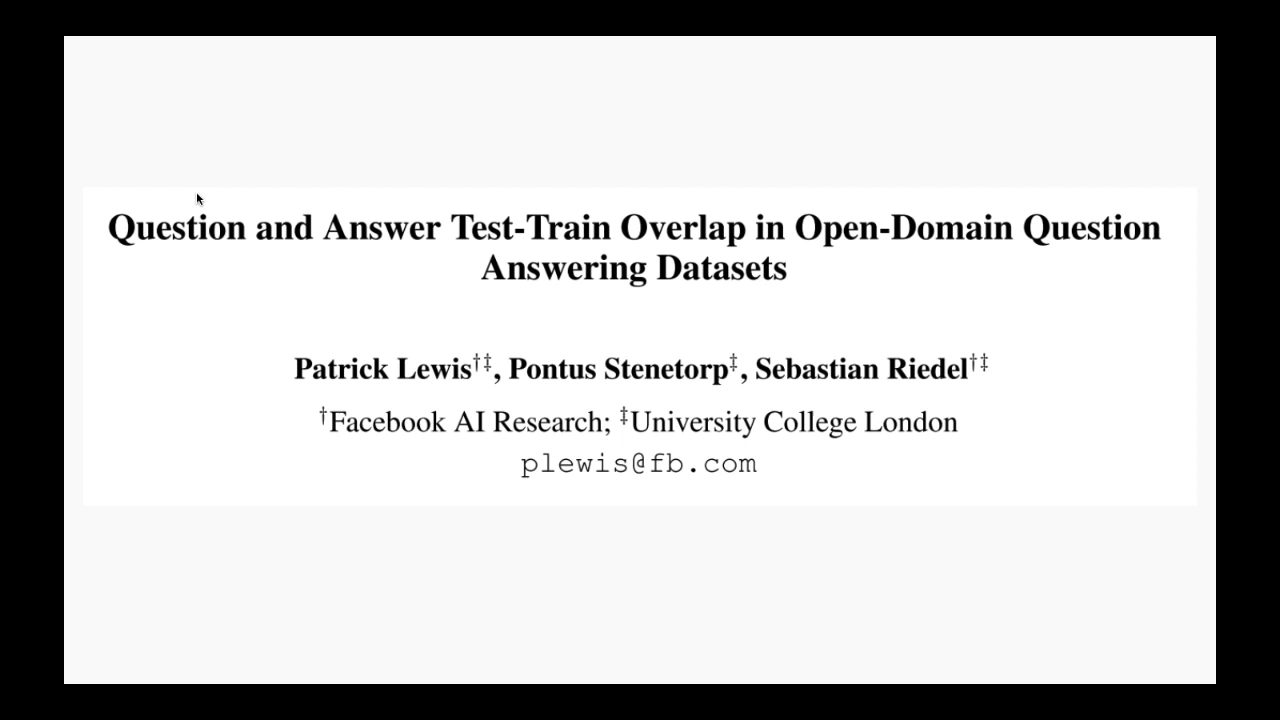 Question and Answer Test-Train Overlap in Open-Domain Question
Answering Datasets
Patrick Lewis†‡, Pontus Stenetorp‡, Sebastian Riedel†‡
†Facebook AI Research; ‡University College London
plewis@fb.com